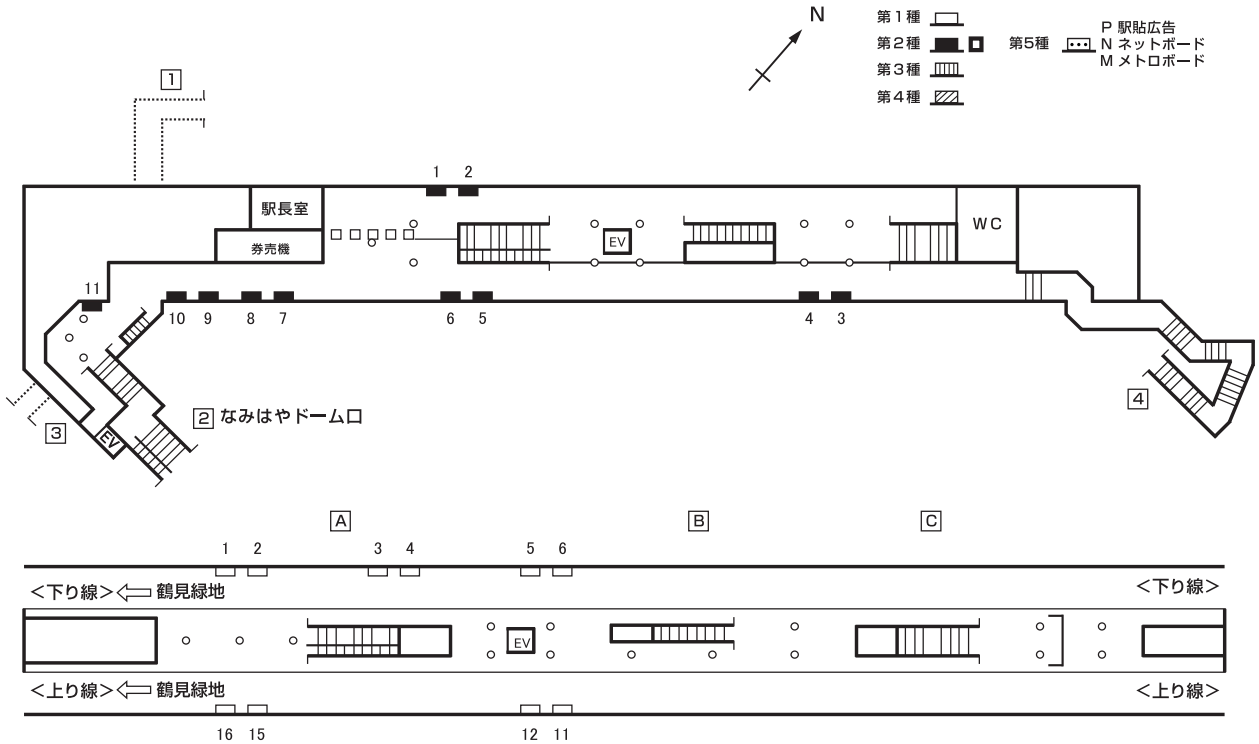 N
第1種
第2種
第3種
第4種
第5種
P 駅貼広告
N ネットボード
M メトロボード
1
1 2
駅長室
券売機
EV
WC
11
10 9 8 7 6 5 4 3
2 なみはやドーム口
3
EV
4
A B C
1 2 3 4 5 6
<下り線> 鶴見緑地 <下り線>
EV
<上り線> 鶴見緑地 <上り線>
16 15 12 11